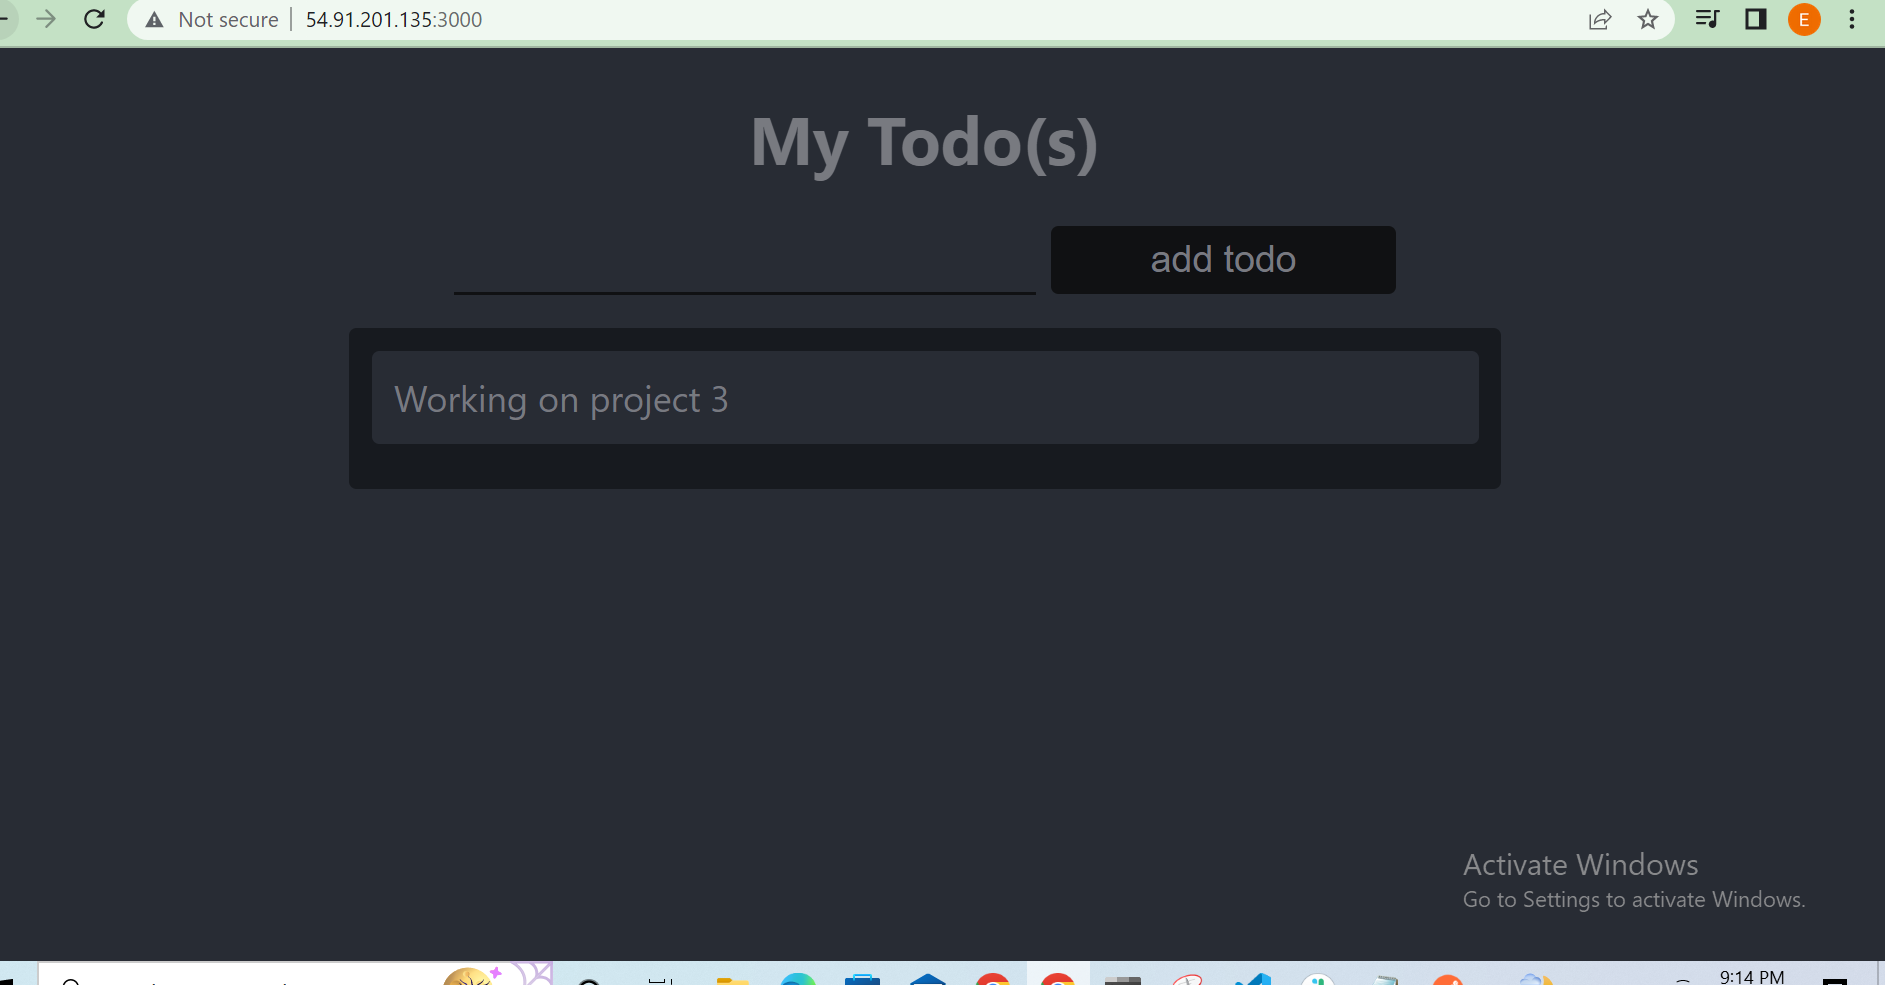 Not secure 54.91.201.135:3000
E
My Todo(s)
add todo
Working on project 3
Activate Windows
Go to Settings to activate Windows.
9:14 PM